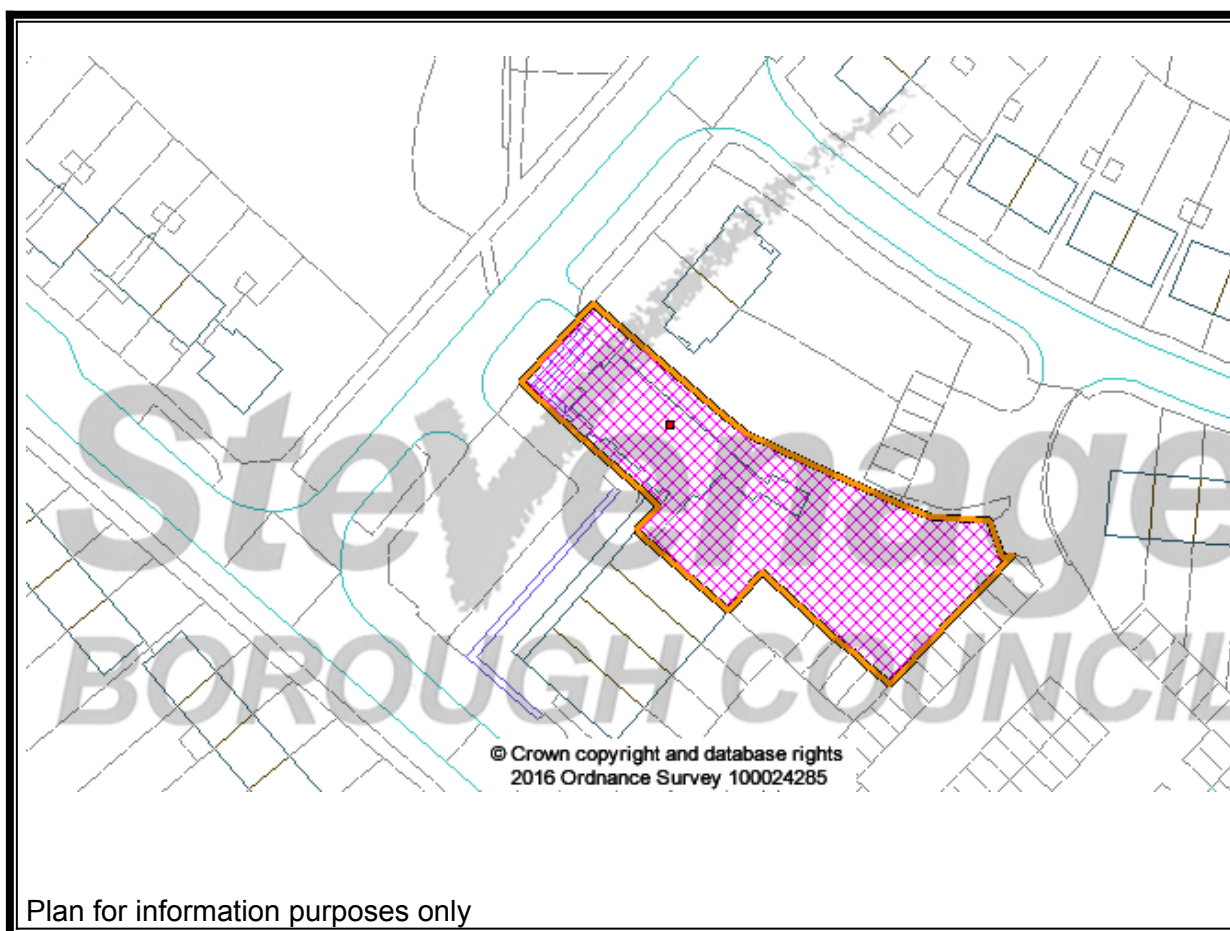 Stevenage
BOROUGH COUNCIL
© Crown copyright and database rights
2016 Ordnance Survey 100024285
Plan for information purposes only